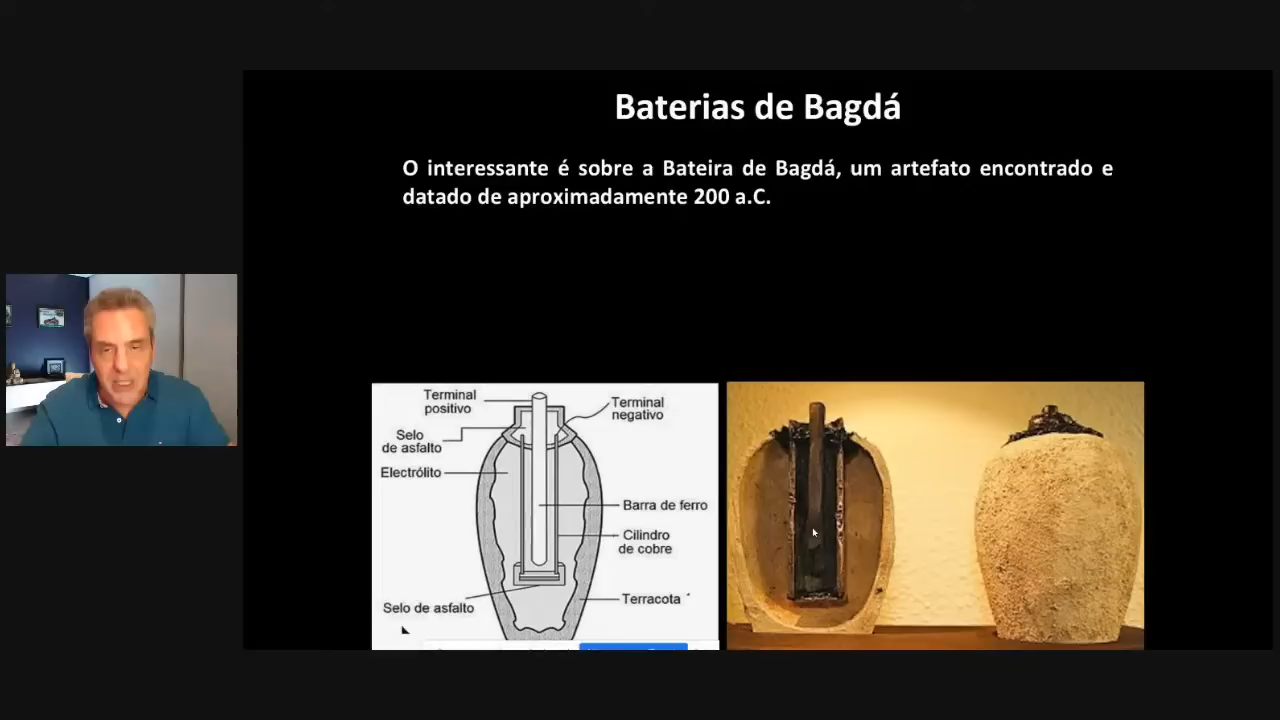 Baterias de Bagdá
O interessante é sobre a Bateira de Bagdá, um artefato encontrado e
datado de aproximadamente 200 a.C.
Terminal
positivo
Terminal
negativo
Selo
de asfalto
Electrólito
Barra de ferro
Cilindro
de cobre
Selo de asfalto
Terracota